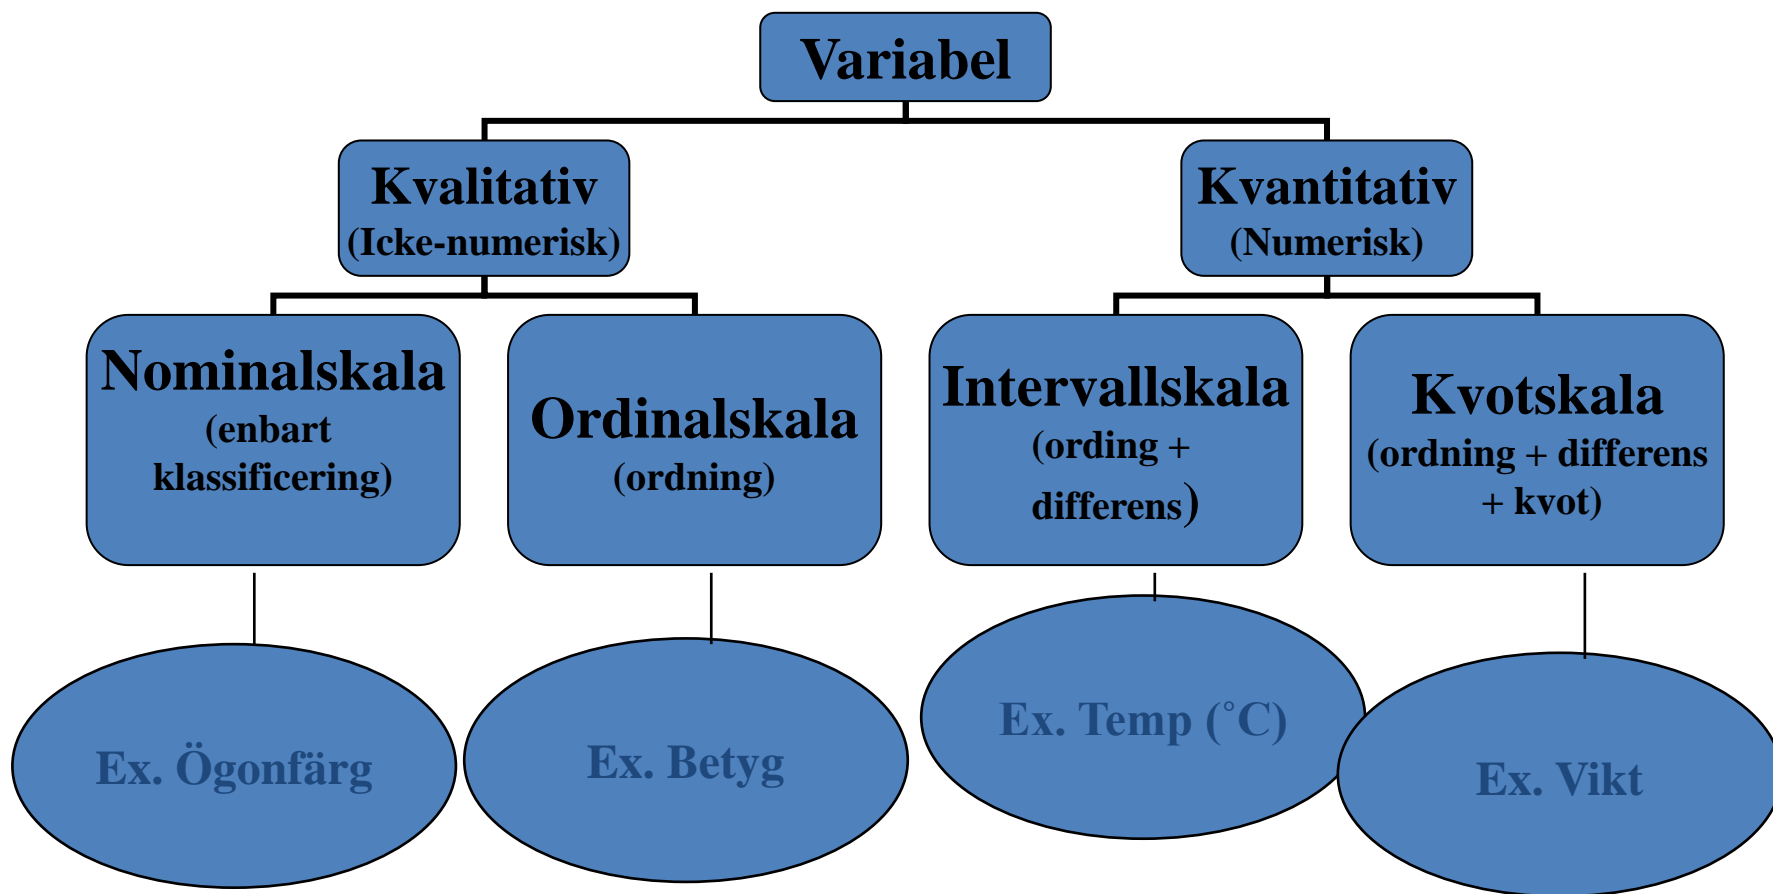 Variabel
Kvalitativ
(Icke-numerisk)
Kvantitativ
(Numerisk)
Nominalskala
(enbart
klassificering)
Ordinalskala
(ordning)
Intervallskala
(ording +
differens)
Kvotskala
(ordning + differens
+ kvot)
Ex. Ögonfärg
Ex. Betyg
Ex. Temp (˚C)
Ex. Vikt